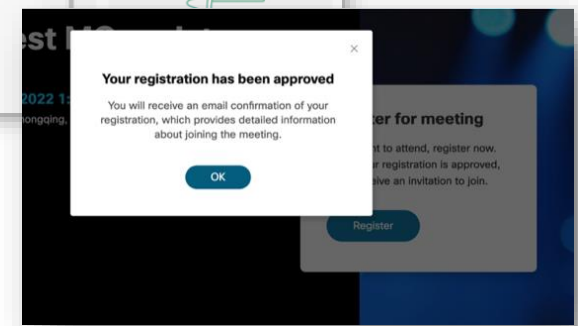 est
Your registration has been approved
2022 1:
You will receive an email confirmation of your
registration, which provides detailed information
about joining the meeting.
OK
hongqing,
er for meeting
nt to attend, register now.
r registration is approved,
eive an invitation to join.
Register